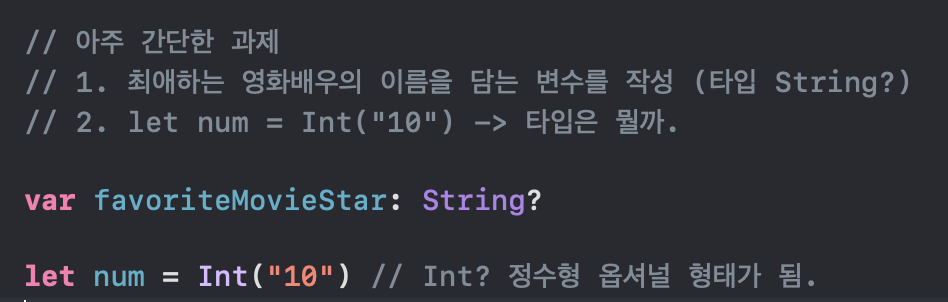 // 아주 간단한 과제
// 1. 최애하는 영화배우의 이름을 담는 변수를 작성 (타입 String?)
// 2. let num = Int("10") -> 타입은 뭘까.
var favoriteMovieStar: String?
let num = Int("10") // Int? 정수형 옵셔널 형태가 됨.